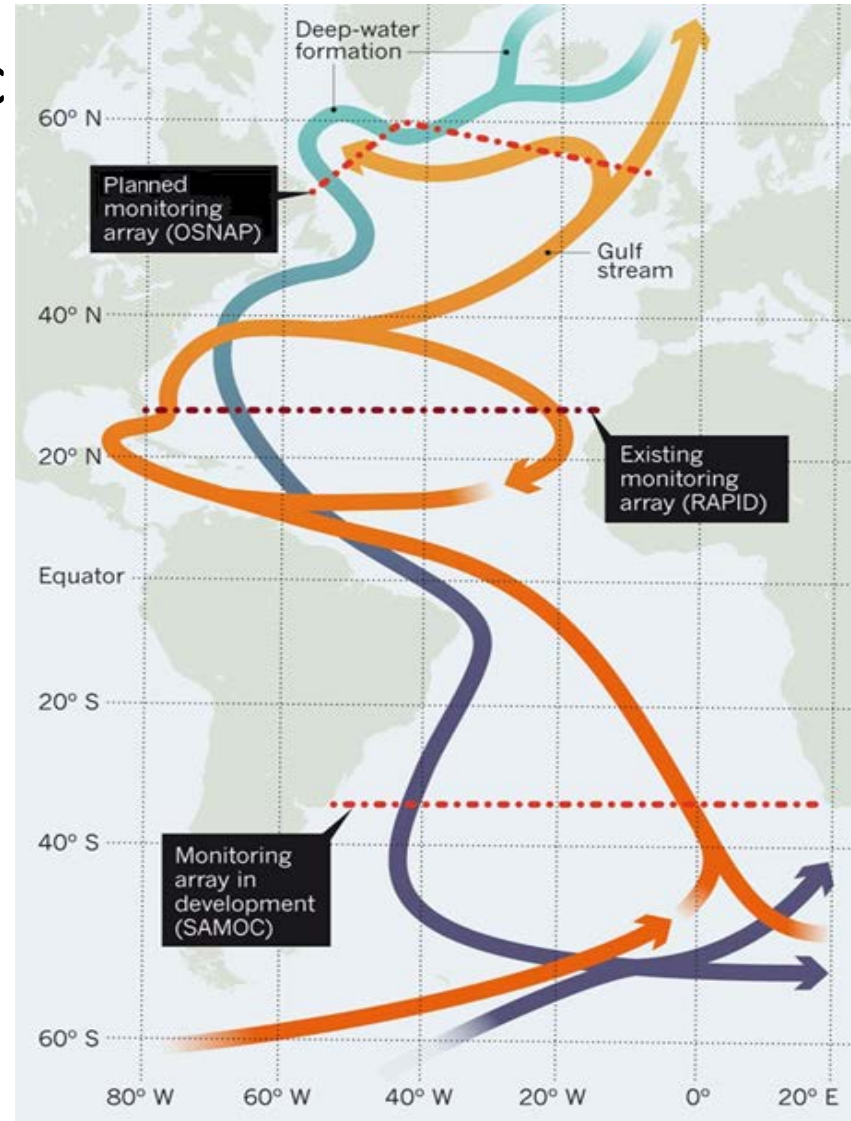 Deep-water
formation
60° N
Planned
monitoring
array (OSNAP)
Gulf
stream
40° N
20° N
Existing
monitoring
array (RAPID)
Equator
20° S
40° S
Monitoring
array in
development
(SAMOC)
60° S
80° W 60° W 40° W 20° W 0° 20° E